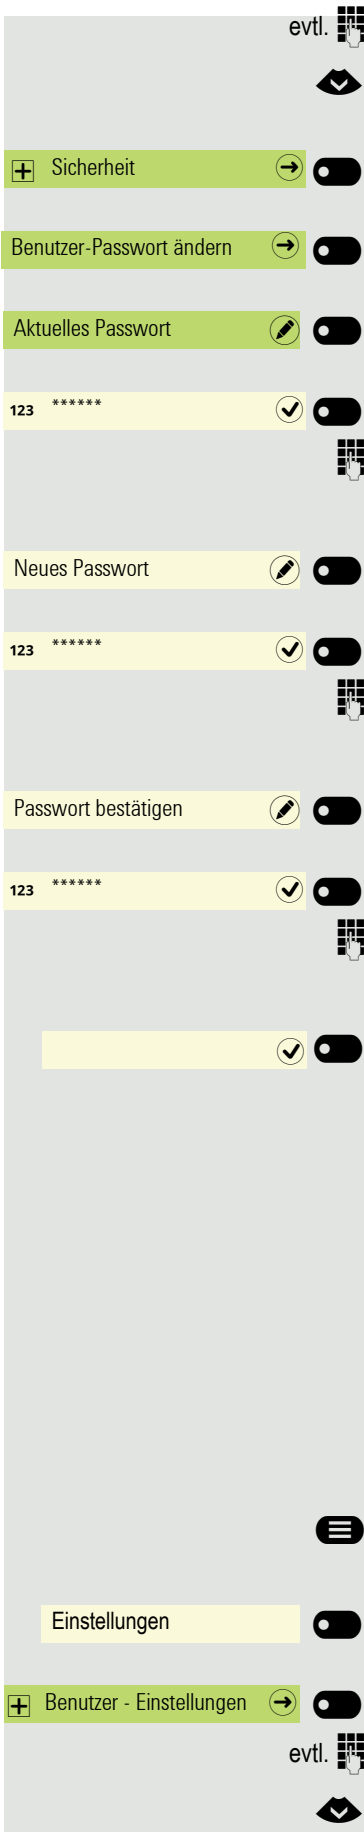 evtl.
Sicherheit
Benutzer-Passwort ändern
Aktuelles Passwort
123 ******
Neues Passwort
123 ******
Passwort bestätigen
123 ******
Einstellungen
Benutzer - Einstellungen
evtl.